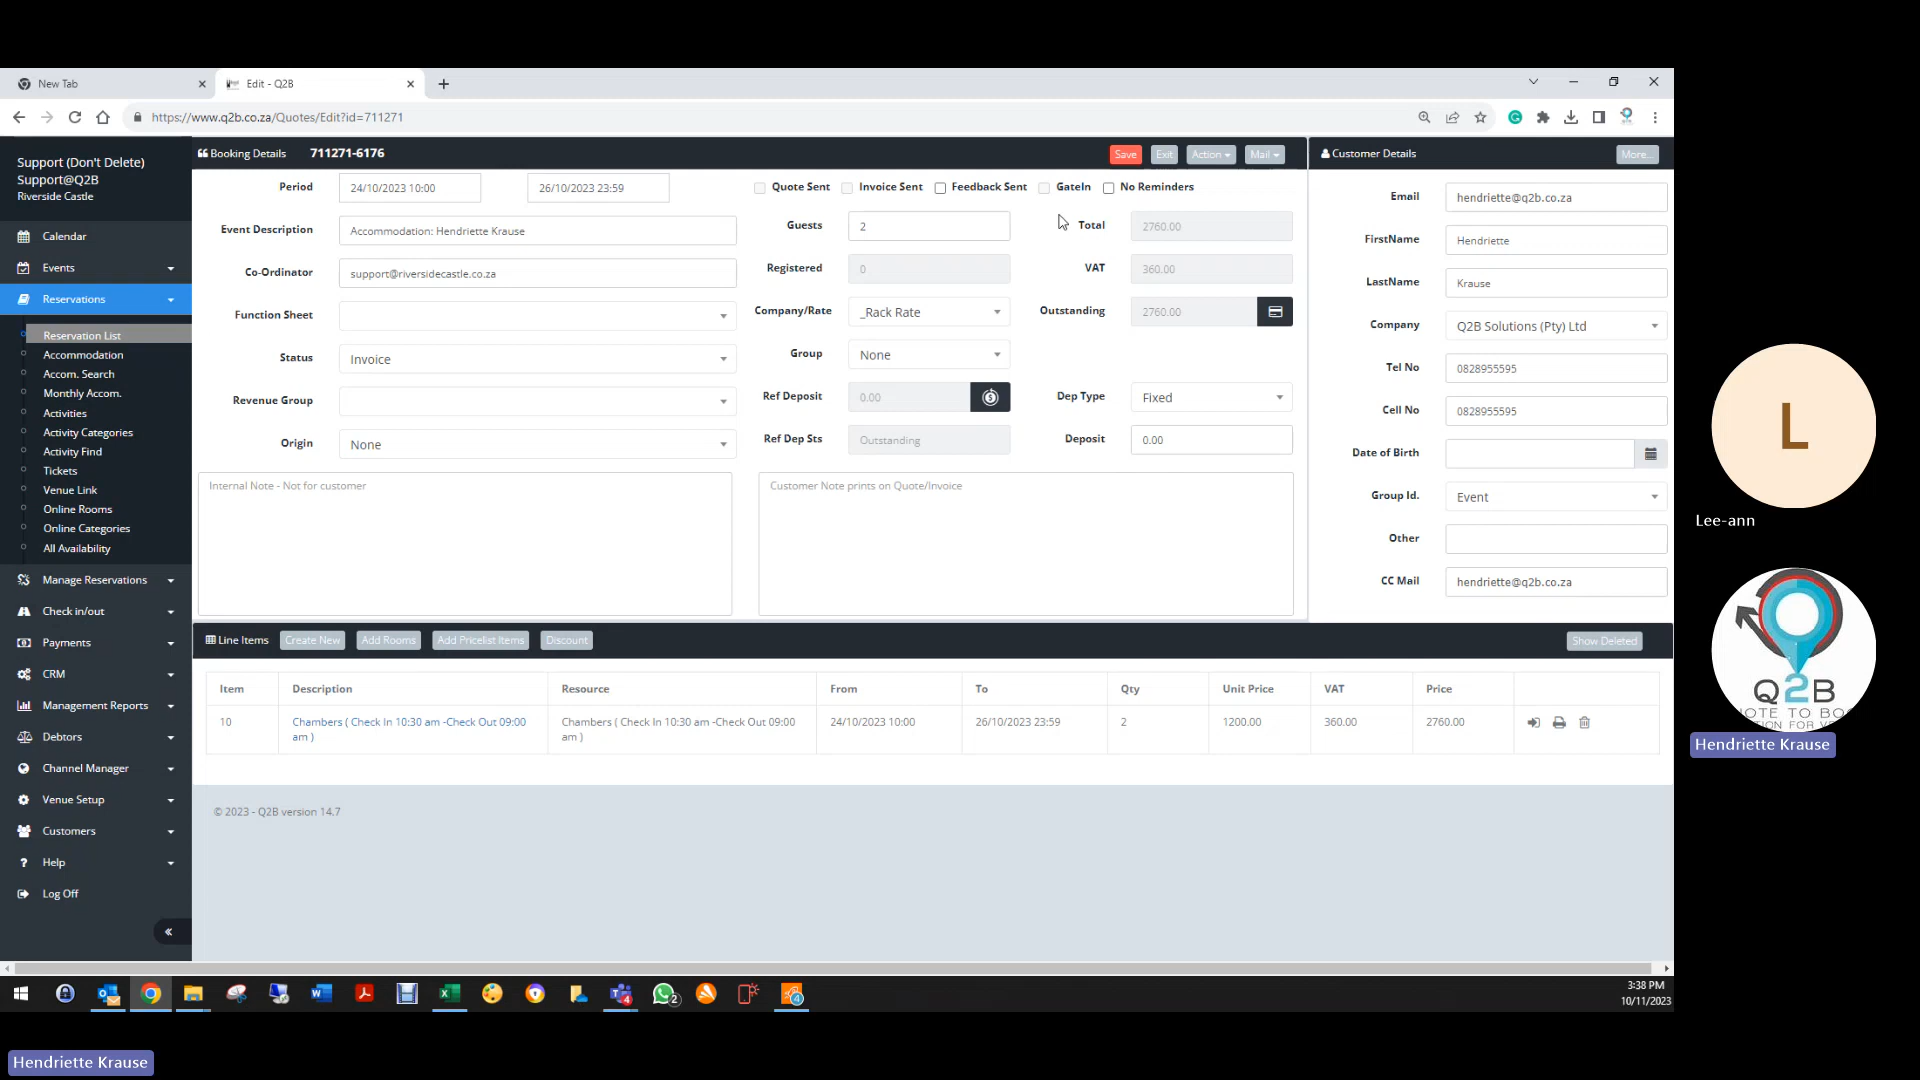 New Tab
Edit - Q2B
https://www.q2b.co.za/Quotes/Edit?id=711271
Support (Don't Delete)
Support@Q2B
Riverside Castle
Calendar
Events
Reservations
Reservation List
Accommodation
Accom. Search
Monthly Accom.
Activities
Activity Categories
Activity Find
Tickets
Venue Link
Online Rooms
Online Categories
All Availability
Manage Reservations
Check in/out
Payments
CRM
Management Reports
Debtors
Channel Manager
Venue Setup
Customers
Help
Log Off
Booking Details 711271-6176 Save Exit Action Mail
Period 24/10/2023 10:00 26/10/2023 23:59
Event Description Accommodation: Hendriette Krause
Co-Ordinator support@riversidecastle.co.za
Function Sheet
Status Invoice
Revenue Group
Origin None
Quote Sent Invoice Sent Feedback Sent GateIn No Reminders
Guests 2 Total 2760.00
Registered 0 VAT 360.00
Company/Rate _Rack Rate Outstanding 2760.00
Group None
Ref Deposit 0.00 Dep Type Fixed
Ref Dep Sts Outstanding Deposit 0.00
Internal Note - Not for customer
Customer Note prints on Quote/Invoice
Customer Details More...
Email hendriette@q2b.co.za
FirstName Hendriette
LastName Krause
Company Q2B Solutions (Pty) Ltd
Tel No 0828955595
Cell No 0828955595
Date of Birth
Group Id. Event
Other
CC Mail hendriette@q2b.co.za
Line Items Create New Add Rooms Add Pricelist Items Discount Show Deleted
Item Description Resource From To Qty Unit Price VAT Price
10 Chambers ( Check In 10:30 am -Check Out 09:00 am ) Chambers ( Check In 10:30 am -Check Out 09:00 am ) 24/10/2023 10:00 26/10/2023 23:59 2 1200.00 360.00 2760.00
© 2023 - Q2B version 14.7
3:38 PM
10/11/2023
L
Lee-ann
Q2B
Hendriette Krause
Hendriette Krause